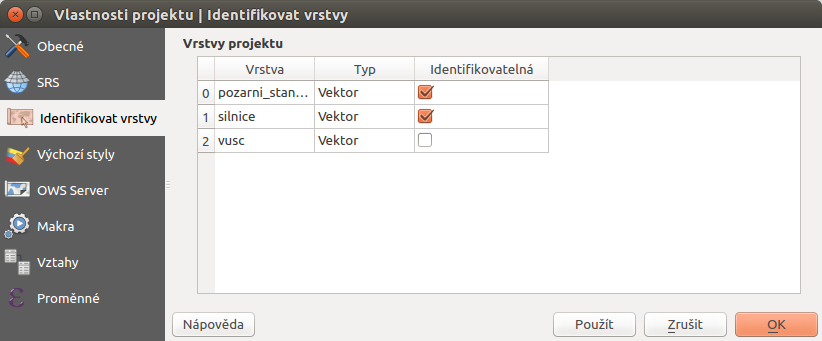 Vlastnosti projektu | Identifikovat vrstvy
Obecné
SRS
Identifikovat vrstvy
Výchozí styly
OWS Server
Makra
Vztahy
Proměnné
Vrstvy projektu
Vrstva Typ Identifikovatelná
0 pozarni_stan... Vektor
1 silnice Vektor
2 vusc Vektor
Nápověda Použít Zrušit OK